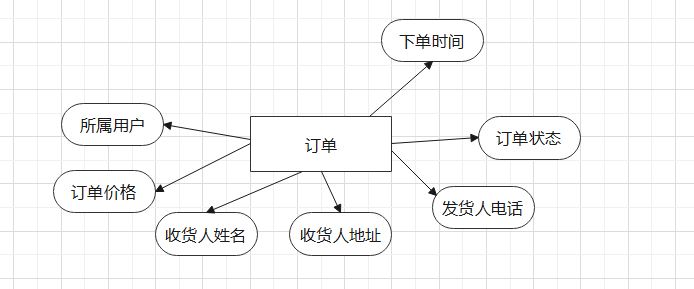 下单时间
所属用户
订单
订单状态
订单价格
发货人电话
收货人姓名
收货人地址